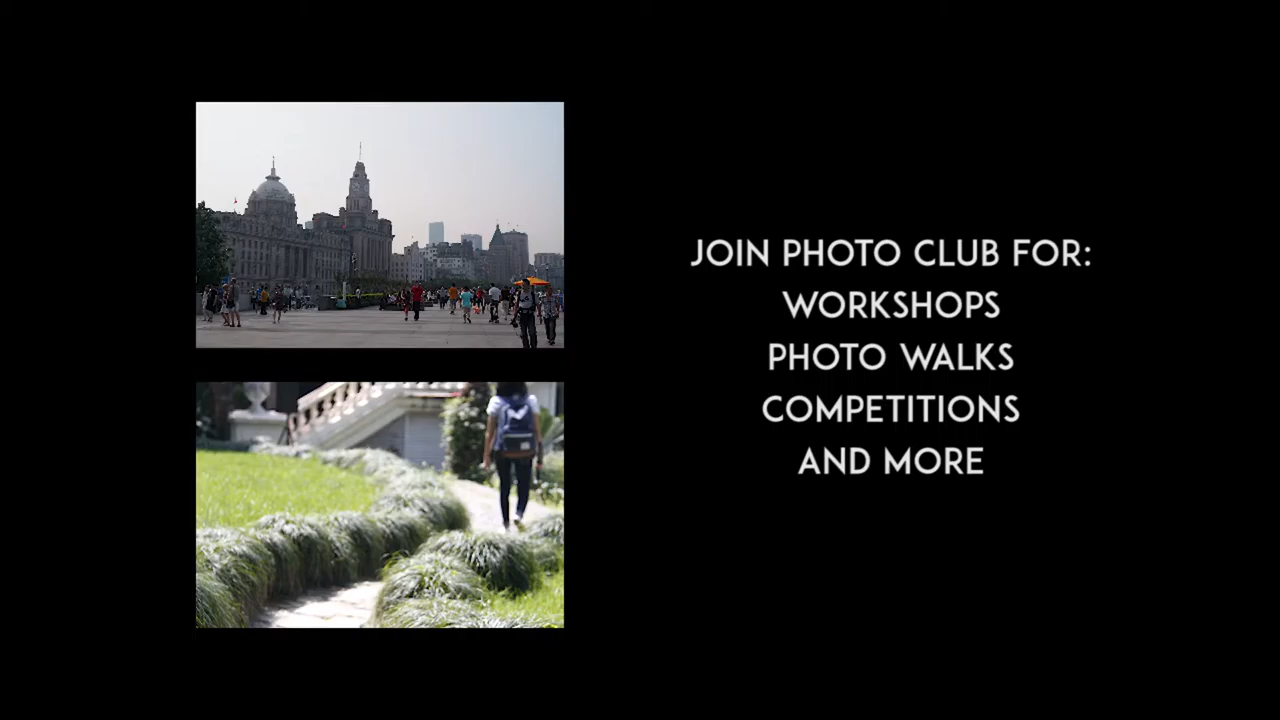 JOIN PHOTO CLUB FOR:
WORKSHOPS
PHOTO WALKS
COMPETITIONS
AND MORE